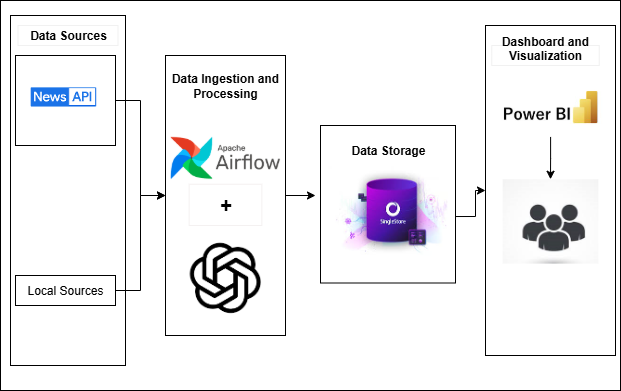 Data Sources
News API
Local Sources
Data Ingestion and
Processing
Apache
Airflow
+
Data Storage
SingleStore
Dashboard and
Visualization
Power BI